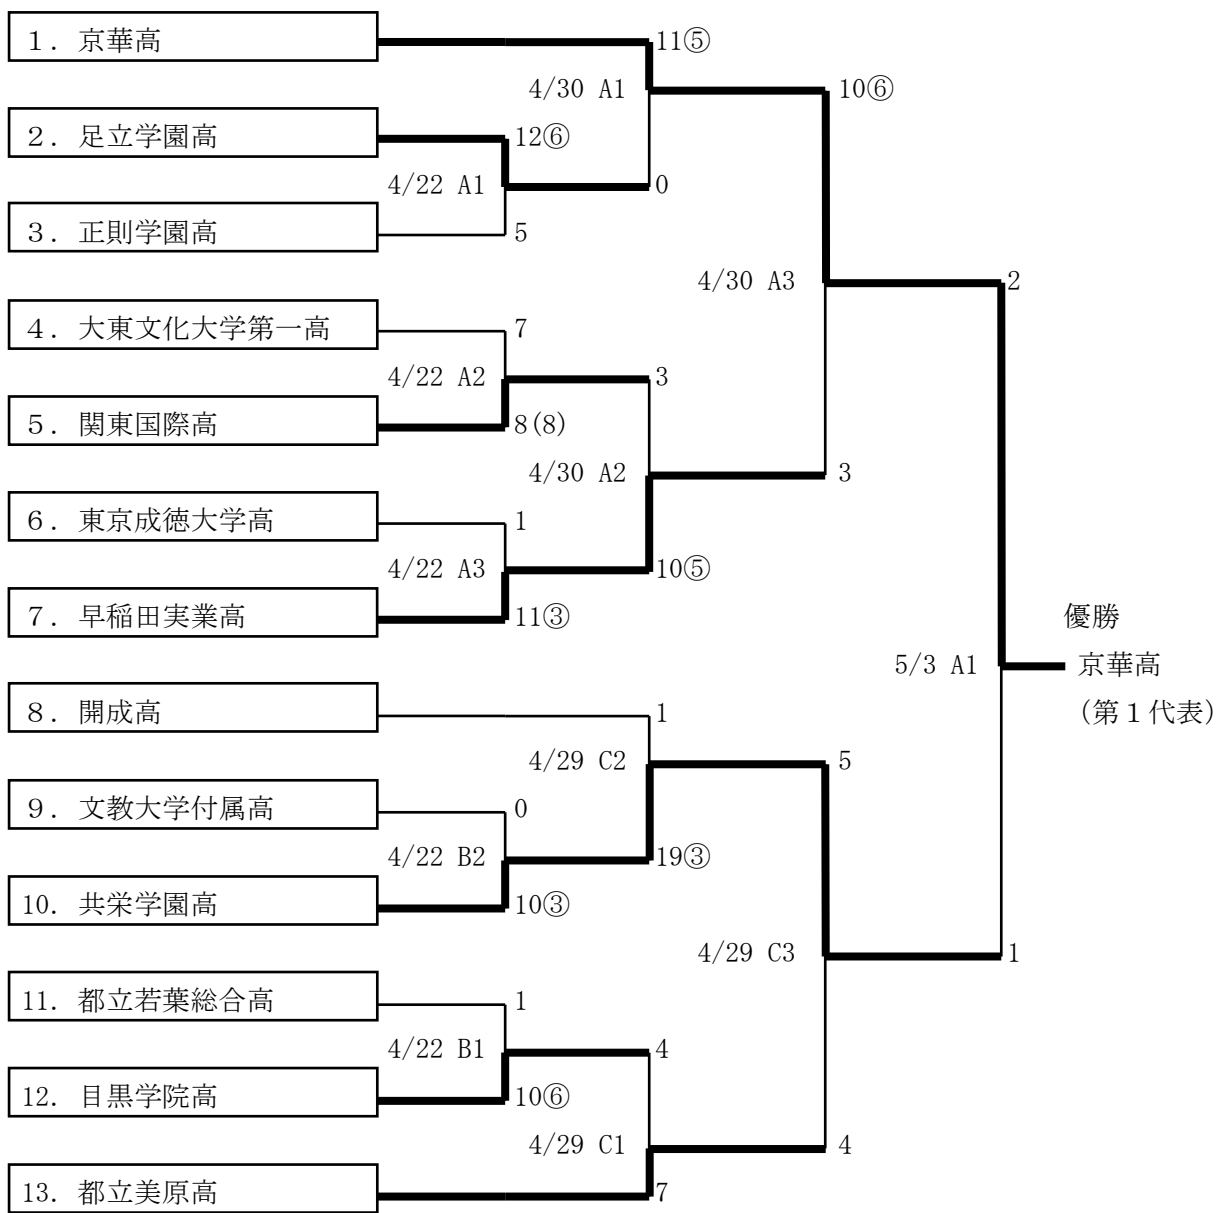 1. 京華高
11⑤
4/30 A1
10⑥
2. 足立学園高
12⑥
4/22 A1
0
3. 正則学園高
5
4/30 A3
2
4. 大東文化大学第一高
7
4/22 A2
3
5. 関東国際高
8(8)
4/30 A2
3
6. 東京成徳大学高
1
4/22 A3
10⑤
7. 早稲田実業高
11③
優勝
5/3 A1
京華高
(第1代表)
8. 開成高
1
4/29 C2
5
9. 文教大学付属高
0
4/22 B2
19③
10. 共栄学園高
10③
4/29 C3
1
11. 都立若葉総合高
1
4/22 B1
4
12. 目黒学院高
10⑥
4/29 C1
4
13. 都立美原高
7